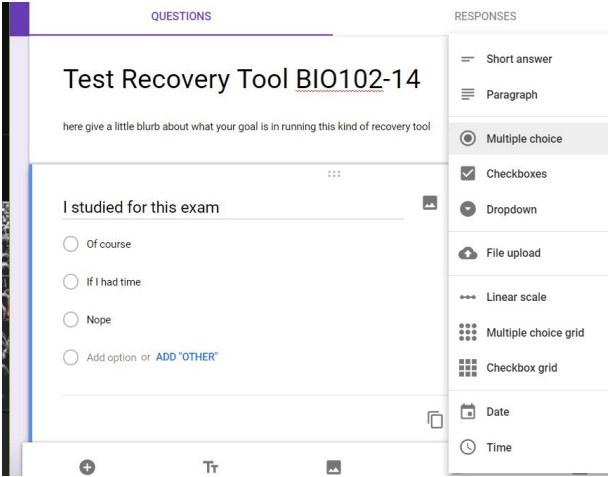 QUESTIONS
RESPONSES
Test Recovery Tool BIO102-14
here give a little blurb about what your goal is in running this kind of recovery tool
I studied for this exam
Of course
If I had time
Nope
Add option or ADD "OTHER"
Short answer
Paragraph
Multiple choice
Checkboxes
Dropdown
File upload
Linear scale
Multiple choice grid
Checkbox grid
Date
Time
Tт